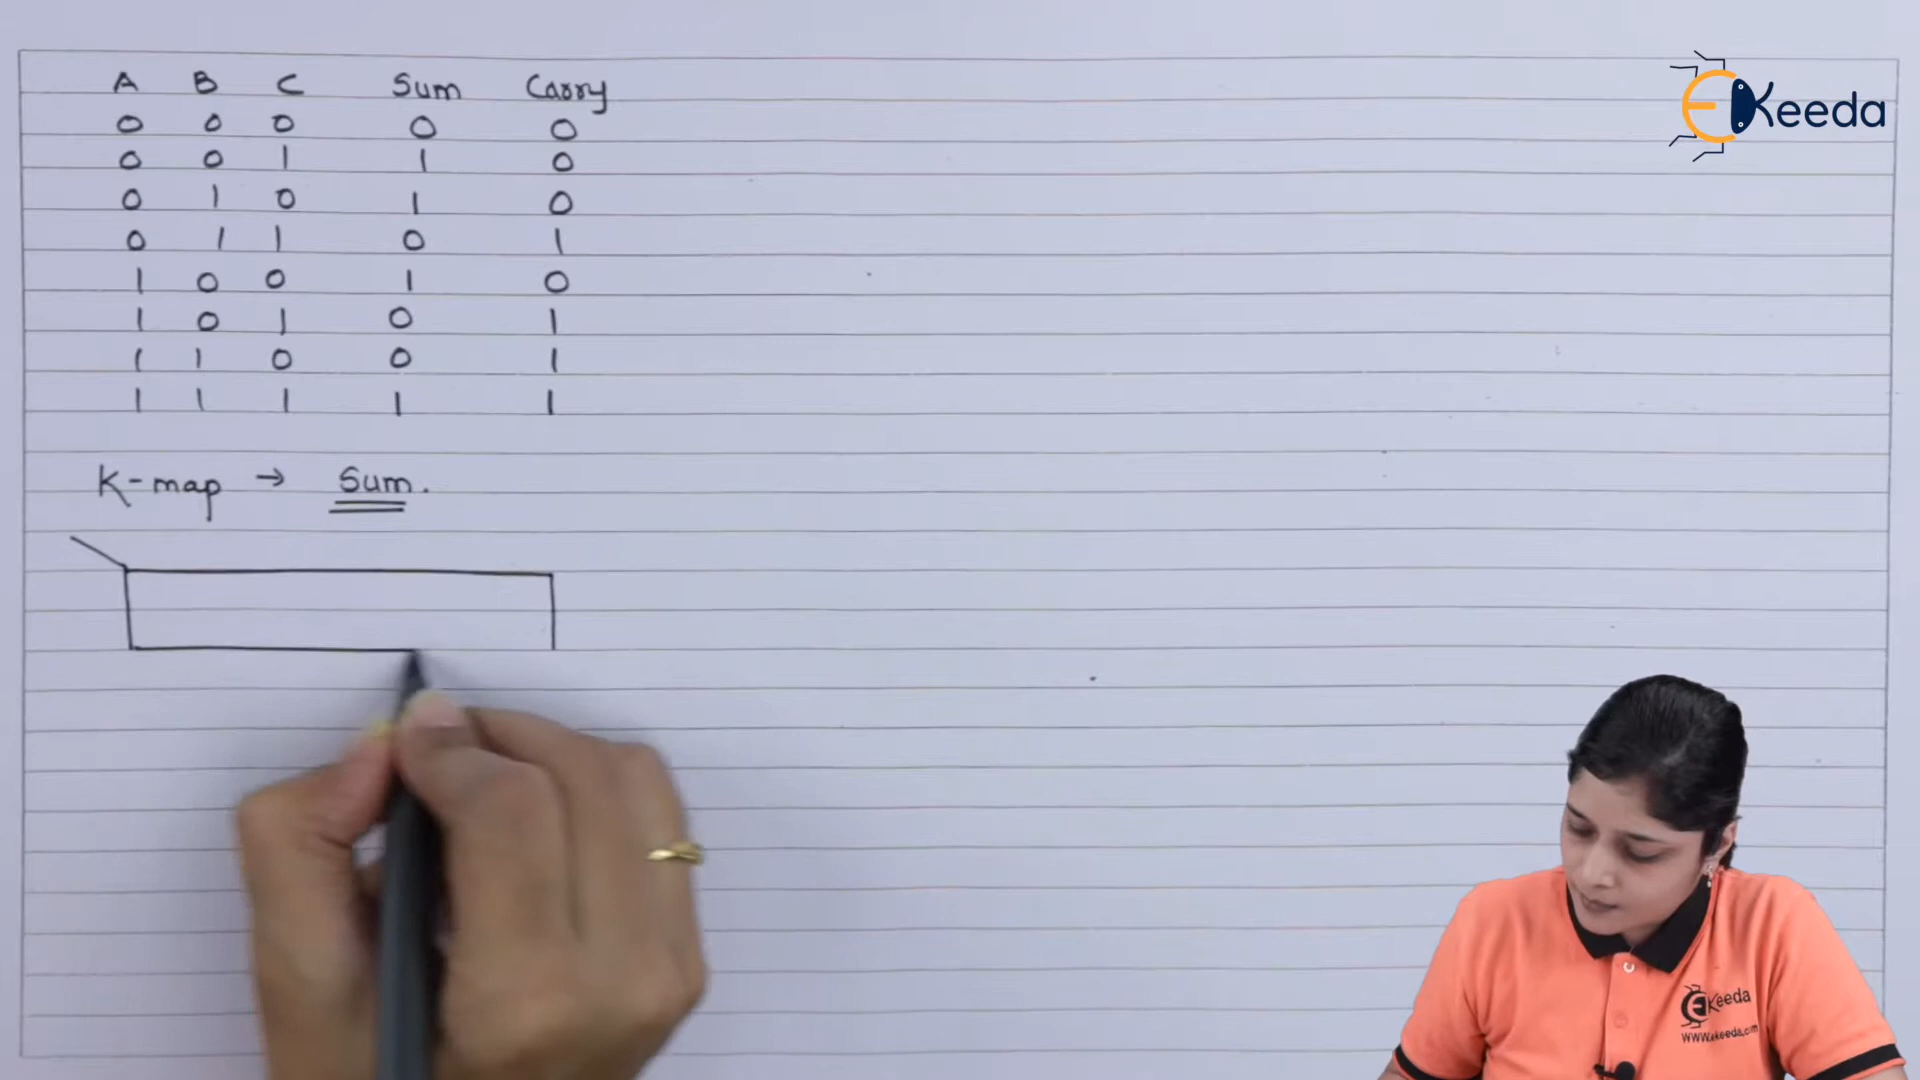 A B C Sum Carry
0 0 0 0 0
0 0 1 1 0
0 1 0 1 0
0 1 1 0 1
1 0 0 1 0
1 0 1 0 1
1 1 0 0 1
1 1 1 1 1
K-map → Sum.
EKeeda
EKeeda
www.ekeeda.com